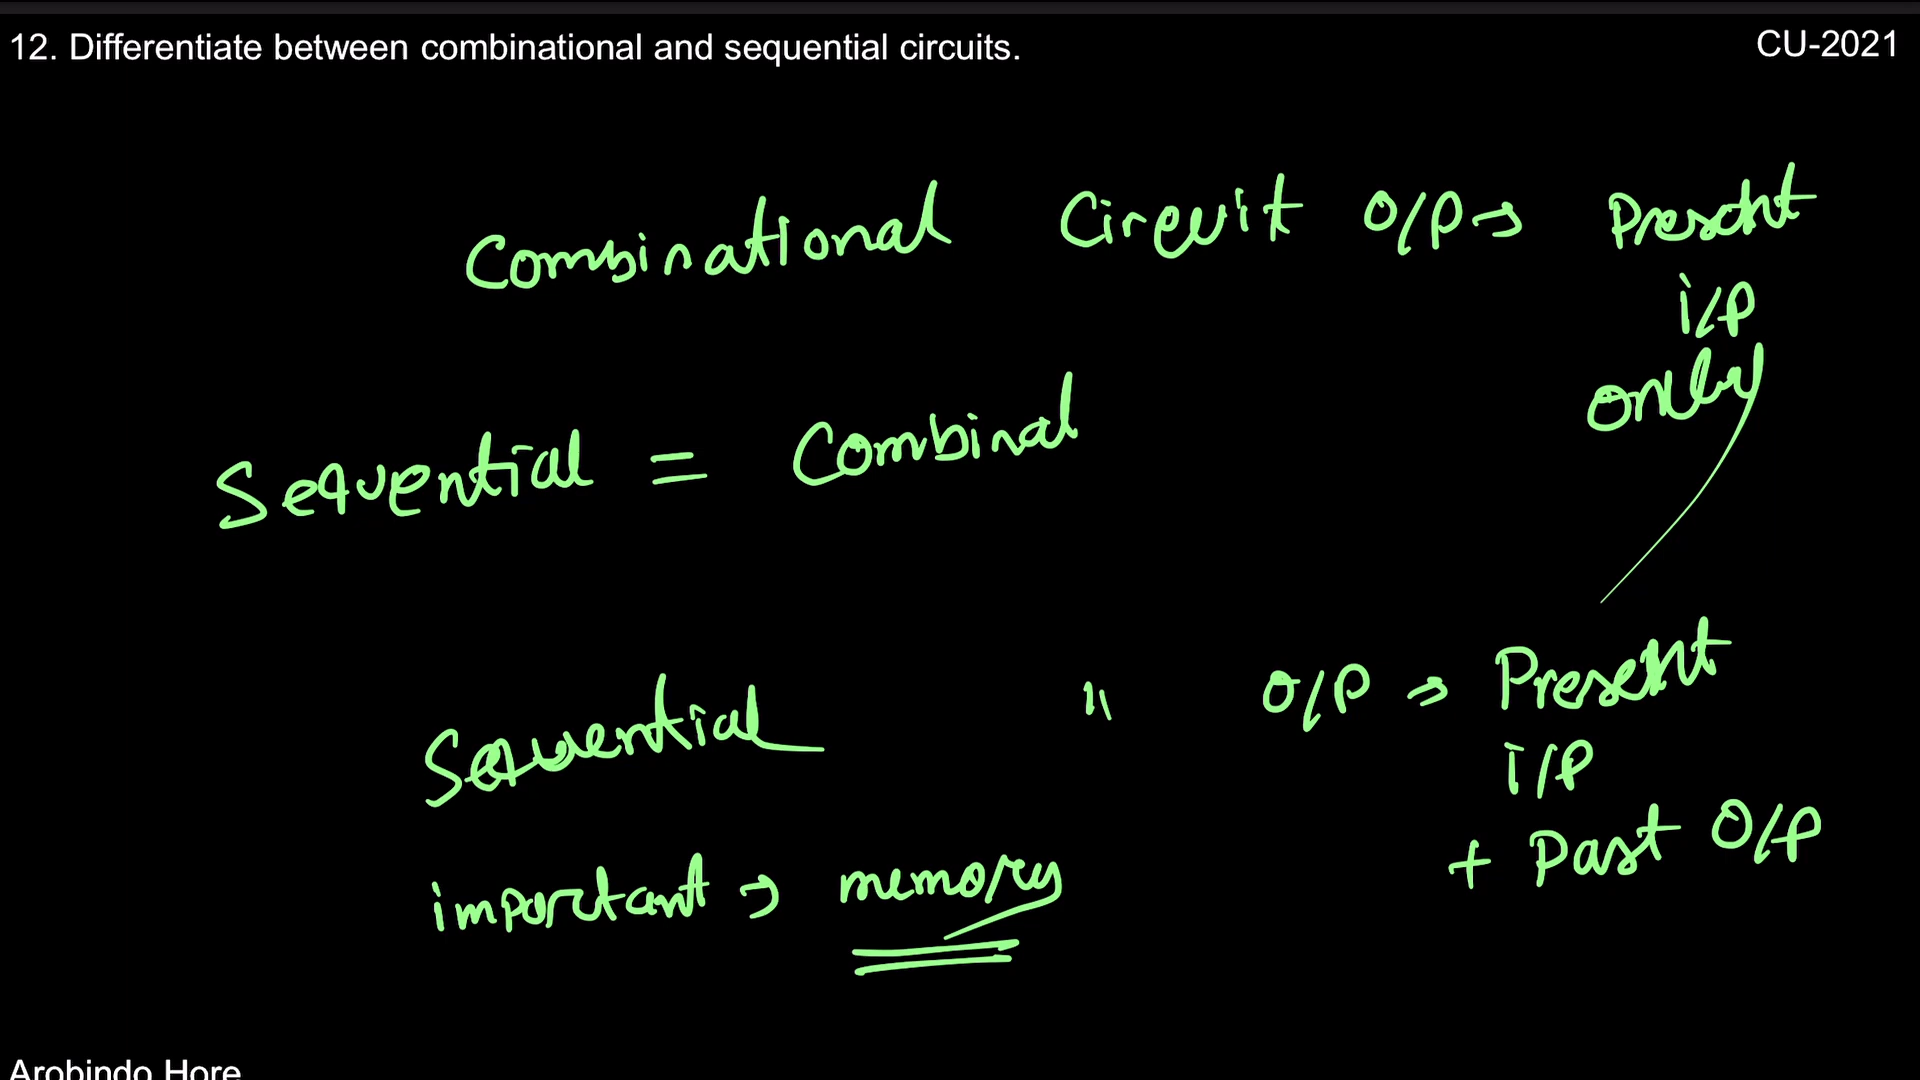 12. Differentiate between combinational and sequential circuits.
CU-2021
Combinational Circuit O/P → Present
i/p
only
Sequential = Combinal
Sequential " O/P → Present
i/p
+ Past O/P
important → memory
Arobindo Hore